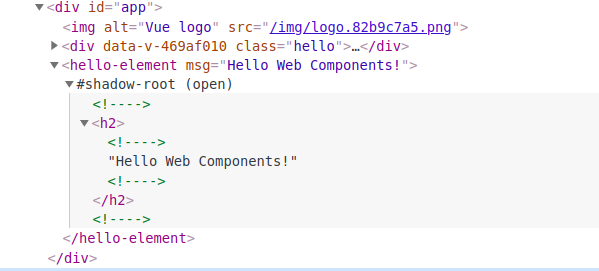 ▼<div id="app">
<img alt="Vue logo" src="/img/logo.82b9c7a5.png">
▶<div data-v-469af010 class="hello">…</div>
▼<hello-element msg="Hello Web Components!">
▼#shadow-root (open)
<!---->
▼<h2>
<!---->
"Hello Web Components!"
<!---->
</h2>
<!---->
</hello-element>
</div>